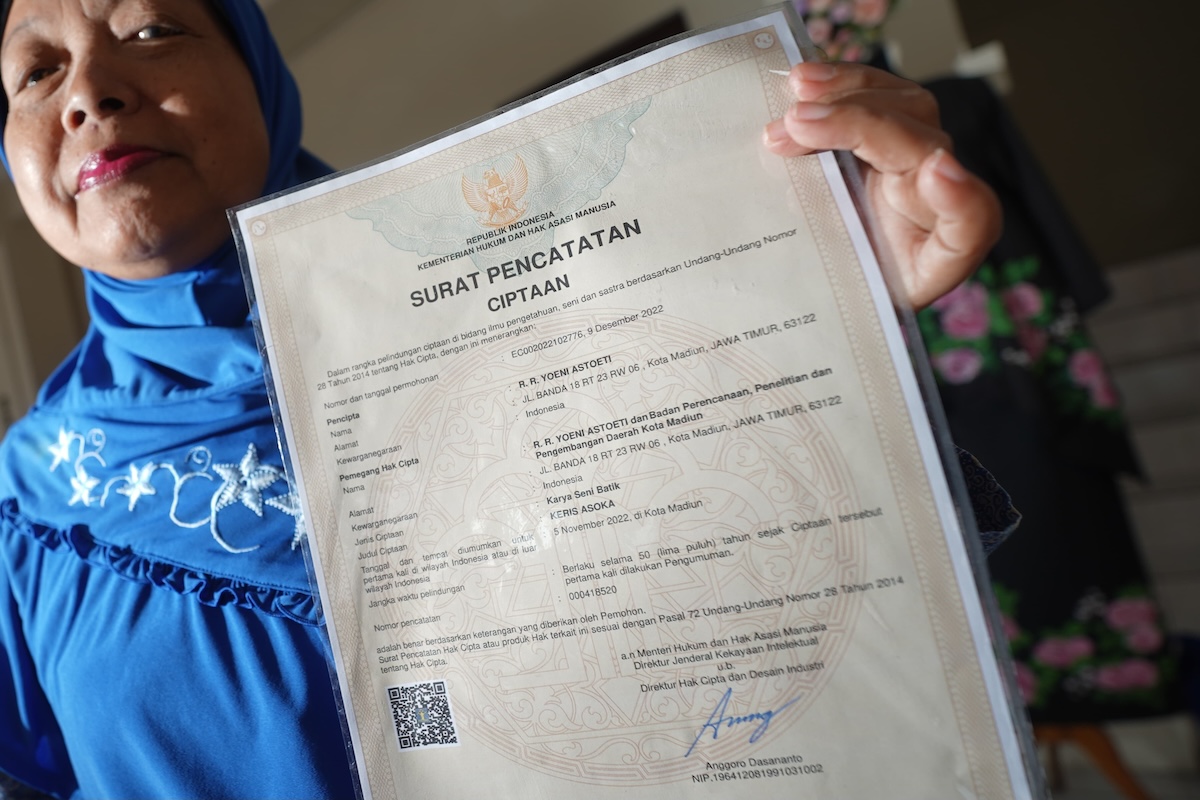 REPUBLIK INDONESIA
KEMENTERIAN HUKUM DAN HAK ASASI MANUSIA
SURAT PENCATATAN
CIPTAAN
Dalam rangka pelindungan ciptaan di bidang ilmu pengetahuan, seni dan sastra berdasarkan Undang-Undang Nomor
28 Tahun 2014 tentang Hak Cipta, dengan ini menerangkan:
Nomor dan tanggal permohonan : EC002022102776, 9 Desember 2022
Pencipta
Nama : R. R. YOENI ASTOETI
Alamat : JL. BANDA 18 RT 23 RW 06 , Kota Madiun, JAWA TIMUR, 63122
Kewarganegaraan : Indonesia
Pemegang Hak Cipta
Nama : R. R. YOENI ASTOETI dan Badan Perencanaan, Penelitian dan
Pengembangan Daerah Kota Madiun
Alamat : JL. BANDA 18 RT 23 RW 06 , Kota Madiun, JAWA TIMUR, 63122
Kewarganegaraan : Indonesia
Jenis Ciptaan : Karya Seni Batik
Judul Ciptaan : KERIS ASOKA
Tanggal dan tempat diumumkan untuk : 5 November 2022, di Kota Madiun
pertama kali di wilayah Indonesia atau di luar
wilayah Indonesia
Jangka waktu pelindungan : Berlaku selama 50 (lima puluh) tahun sejak Ciptaan tersebut
pertama kali dilakukan Pengumuman.
Nomor pencatatan : 000418520
adalah benar berdasarkan keterangan yang diberikan oleh Pemohon.
Surat Pencatatan Hak Cipta atau produk Hak terkait ini sesuai dengan Pasal 72 Undang-Undang Nomor 28 Tahun 2014
tentang Hak Cipta.
a.n Menteri Hukum dan Hak Asasi Manusia
Direktur Jenderal Kekayaan Intelektual
u.b.
Direktur Hak Cipta dan Desain Industri
Anggoro Dasananto
NIP.196412081991031002